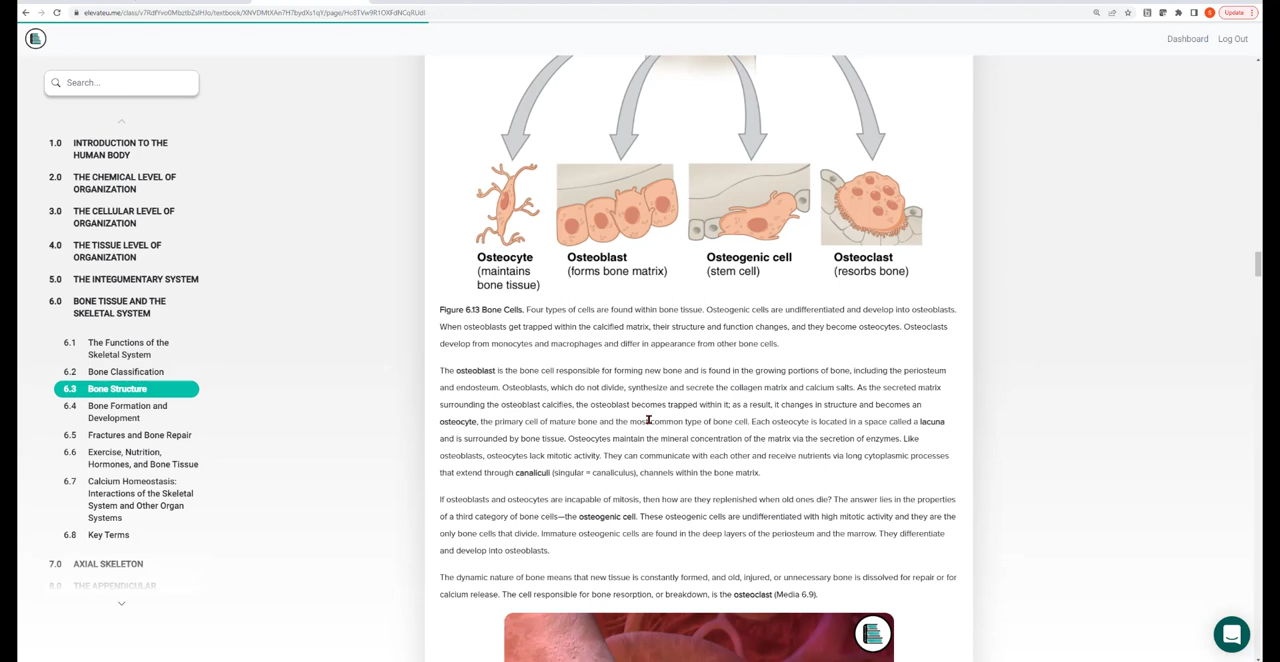 elevateu.me/class/v7RdfYvo0MbztbZslHJo/textbook/XNVDMtXAn7H7bydXs1qY/page/Ho8TVw9R1OXFdNCqRUdI
S
Update
Dashboard
Log Out
Search...
1.0 INTRODUCTION TO THE
HUMAN BODY
2.0 THE CHEMICAL LEVEL OF
ORGANIZATION
3.0 THE CELLULAR LEVEL OF
ORGANIZATION
4.0 THE TISSUE LEVEL OF
ORGANIZATION
5.0 THE INTEGUMENTARY SYSTEM
6.0 BONE TISSUE AND THE
SKELETAL SYSTEM
6.1 The Functions of the
Skeletal System
6.2 Bone Classification
6.3 Bone Structure
6.4 Bone Formation and
Development
6.5 Fractures and Bone Repair
6.6 Exercise, Nutrition,
Hormones, and Bone Tissue
6.7 Calcium Homeostasis:
Interactions of the Skeletal
System and Other Organ
Systems
6.8 Key Terms
7.0 AXIAL SKELETON
8.0 THE APPENDICULAR
Osteocyte
(maintains
bone tissue)
Osteoblast
(forms bone matrix)
Osteogenic cell
(stem cell)
Osteoclast
(resorbs bone)
Figure 6.13 Bone Cells. Four types of cells are found within bone tissue. Osteogenic cells are undifferentiated and develop into osteoblasts.
When osteoblasts get trapped within the calcified matrix, their structure and function changes, and they become osteocytes. Osteoclasts
develop from monocytes and macrophages and differ in appearance from other bone cells.
The osteoblast is the bone cell responsible for forming new bone and is found in the growing portions of bone, including the periosteum
and endosteum. Osteoblasts, which do not divide, synthesize and secrete the collagen matrix and calcium salts. As the secreted matrix
surrounding the osteoblast calcifies, the osteoblast becomes trapped within it; as a result, it changes in structure and becomes an
osteocyte, the primary cell of mature bone and the most common type of bone cell. Each osteocyte is located in a space called a lacuna
and is surrounded by bone tissue. Osteocytes maintain the mineral concentration of the matrix via the secretion of enzymes. Like
osteoblasts, osteocytes lack mitotic activity. They can communicate with each other and receive nutrients via long cytoplasmic processes
that extend through canaliculi (singular = canaliculus), channels within the bone matrix.
If osteoblasts and osteocytes are incapable of mitosis, then how are they replenished when old ones die? The answer lies in the properties
of a third category of bone cells—the osteogenic cell. These osteogenic cells are undifferentiated with high mitotic activity and they are the
only bone cells that divide. Immature osteogenic cells are found in the deep layers of the periosteum and the marrow. They differentiate
and develop into osteoblasts.
The dynamic nature of bone means that new tissue is constantly formed, and old, injured, or unnecessary bone is dissolved for repair or for
calcium release. The cell responsible for bone resorption, or breakdown, is the osteoclast (Media 6.9).